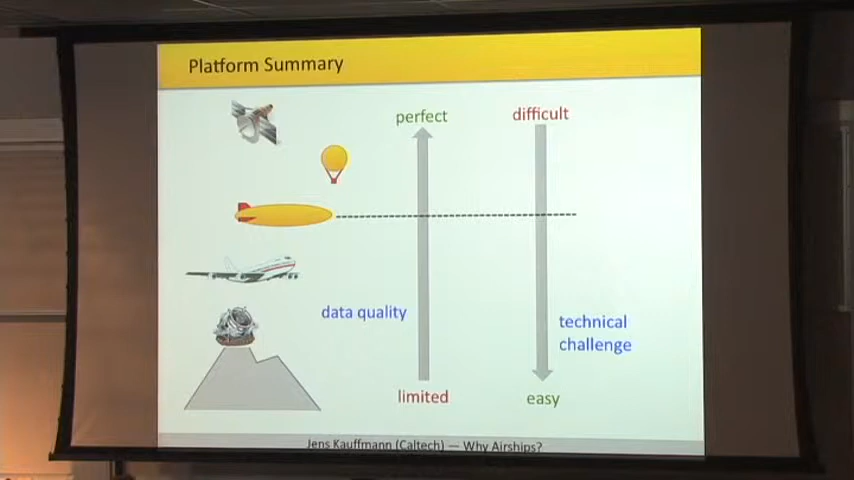 Platform Summary
perfect
difficult
data quality
technical
challenge
limited
easy
Jens Kauffmann (Caltech) — Why Airships?